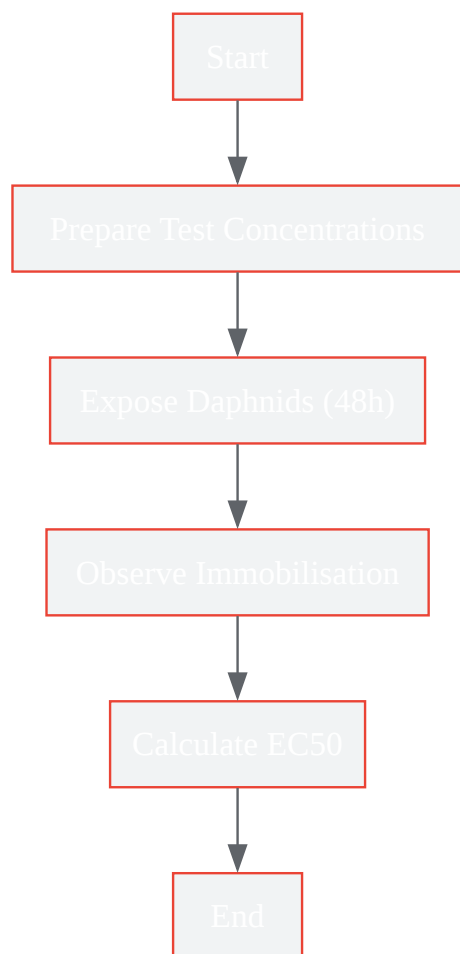 Start
Prepare Test Concentrations
Expose Daphnids (48h)
Observe Immobilisation
Calculate EC50
End